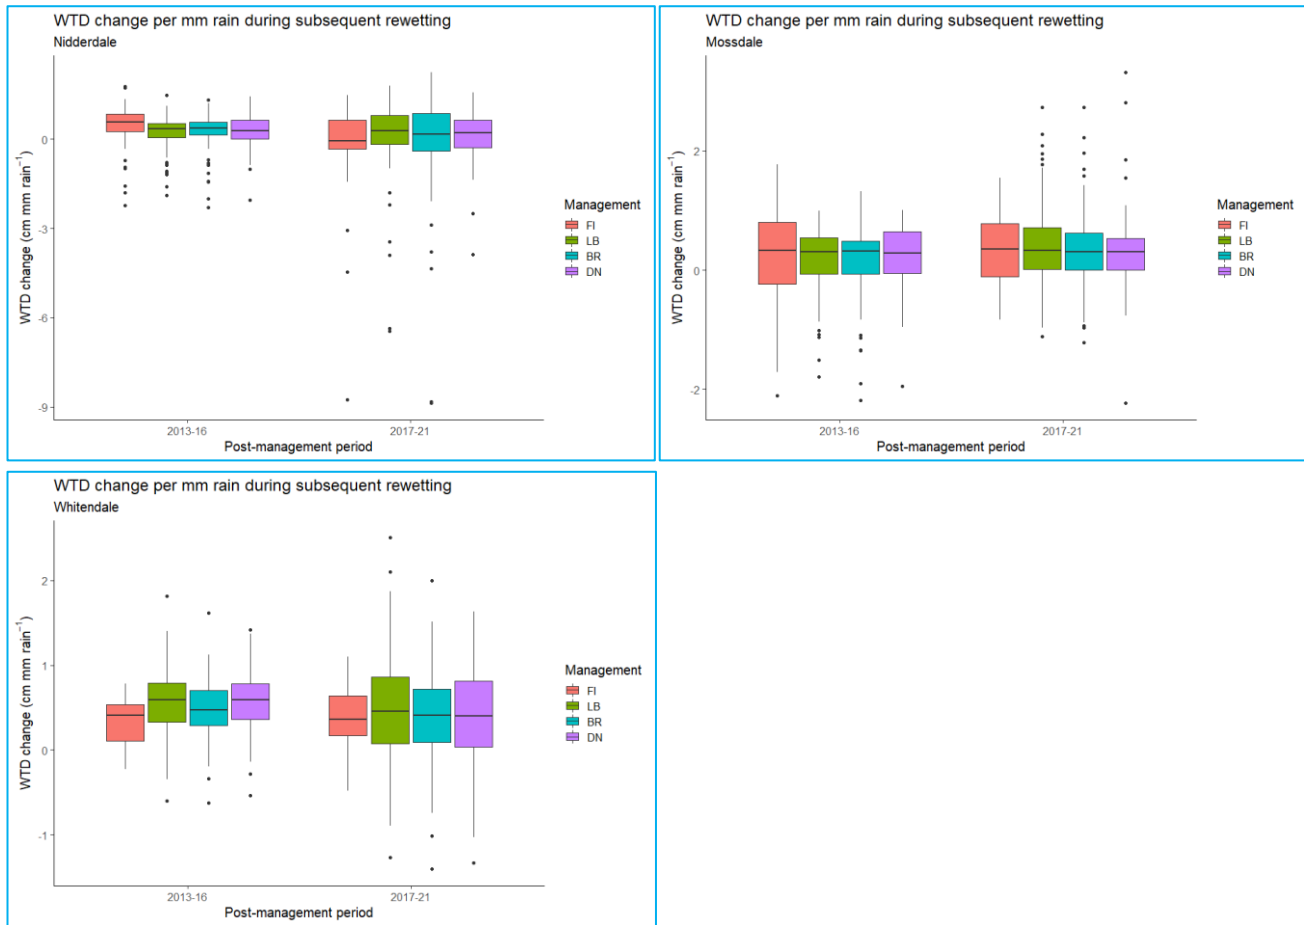 WTD change per mm rain during subsequent rewetting
Nidderdale
WTD change (cm mm rain⁻¹)
0
-3
-6
-9
2013-16
2017-21
Post-management period
Management
FI
LB
BR
DN
WTD change per mm rain during subsequent rewetting
Mossdale
WTD change (cm mm rain⁻¹)
2
0
-2
2013-16
2017-21
Post-management period
Management
FI
LB
BR
DN
WTD change per mm rain during subsequent rewetting
Whitendale
WTD change (cm mm rain⁻¹)
2
1
0
-1
2013-16
2017-21
Post-management period
Management
FI
LB
BR
DN